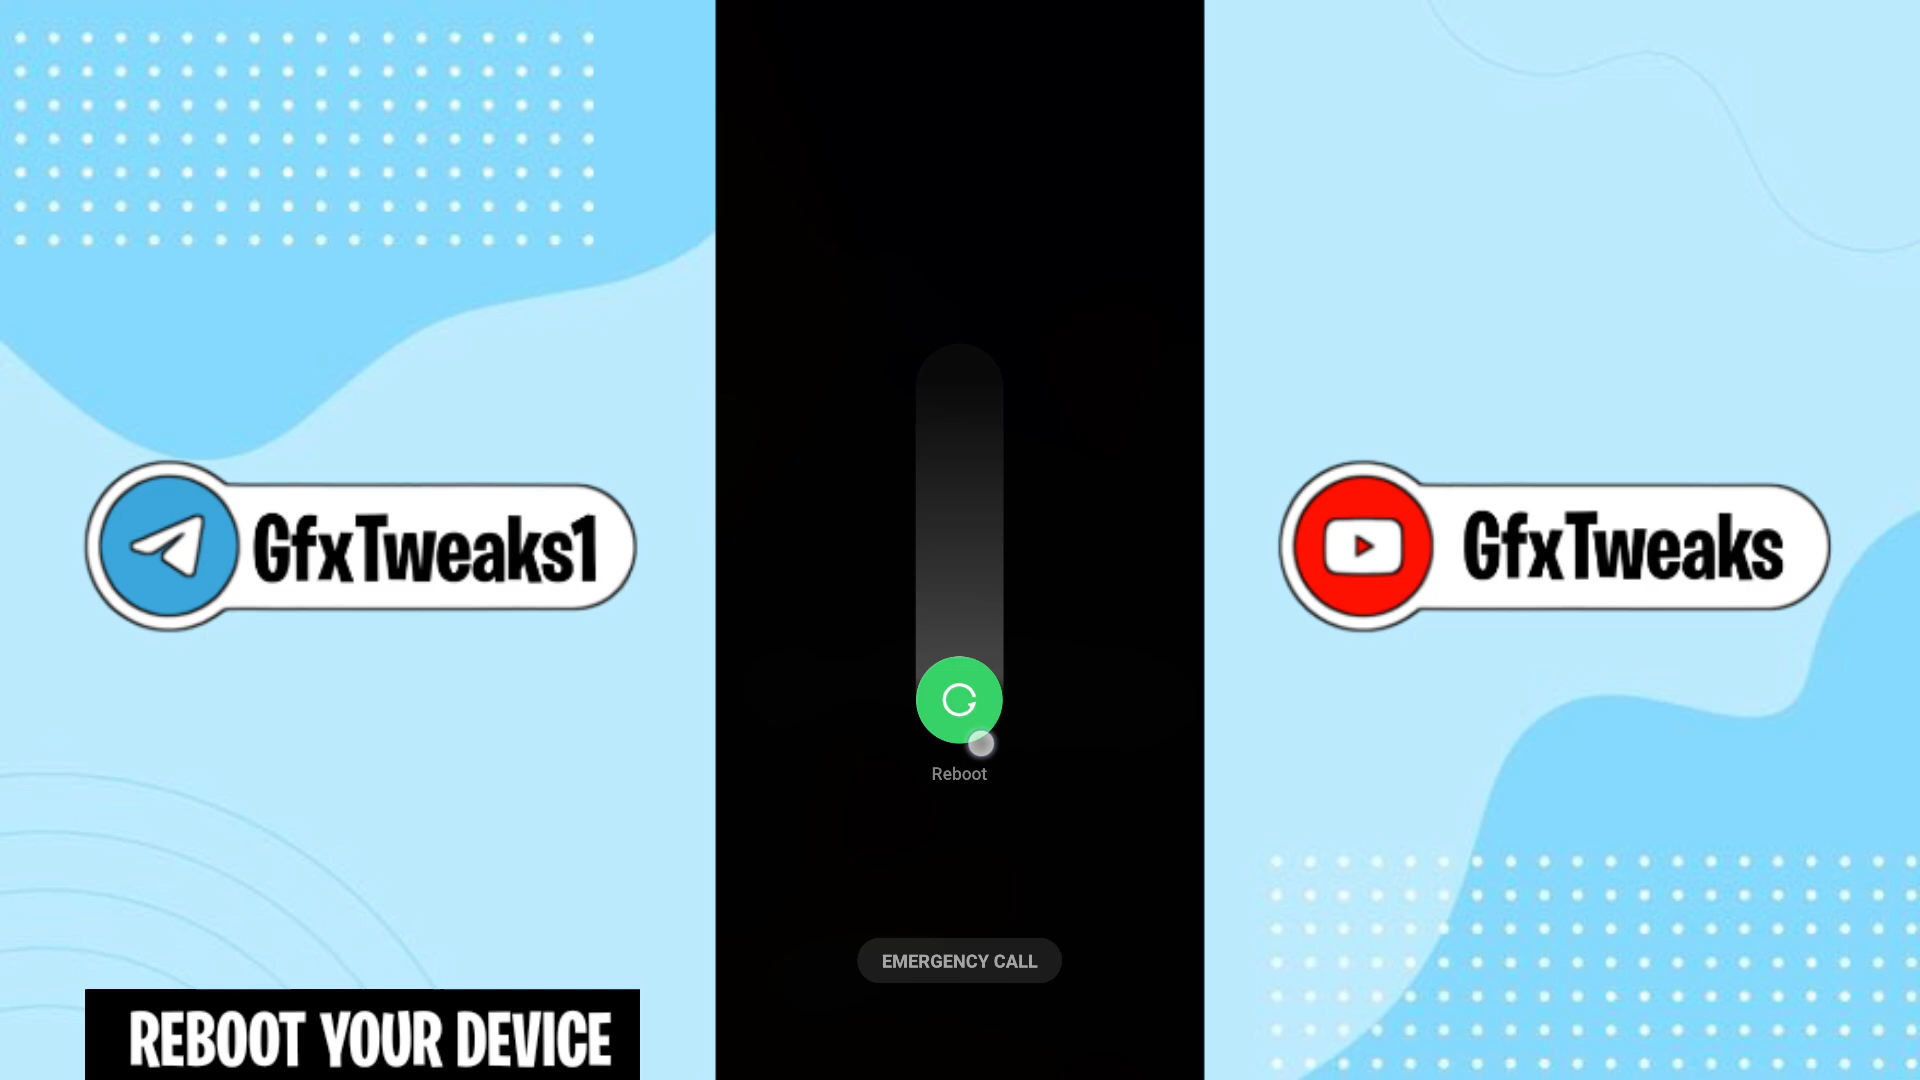 GfxTweaks1
GfxTweaks
Reboot
EMERGENCY CALL
REBOOT YOUR DEVICE